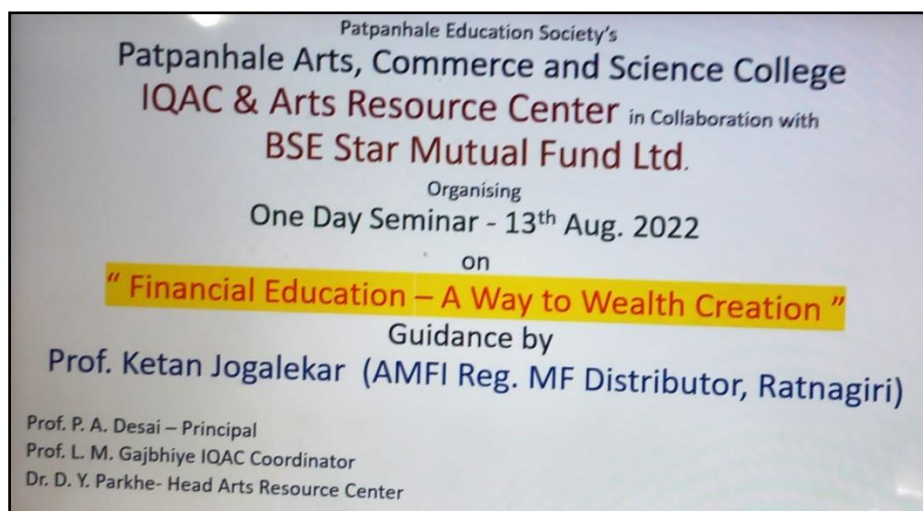 Patpanhale Education Society's
Patpanhale Arts, Commerce and Science College
IQAC & Arts Resource Center in Collaboration with
BSE Star Mutual Fund Ltd.
Organising
One Day Seminar - 13th Aug. 2022
on
“ Financial Education – A Way to Wealth Creation ”
Guidance by
Prof. Ketan Jogalekar (AMFI Reg. MF Distributor, Ratnagiri)
Prof. P. A. Desai – Principal
Prof. L. M. Gajbhiye IQAC Coordinator
Dr. D. Y. Parkhe- Head Arts Resource Center